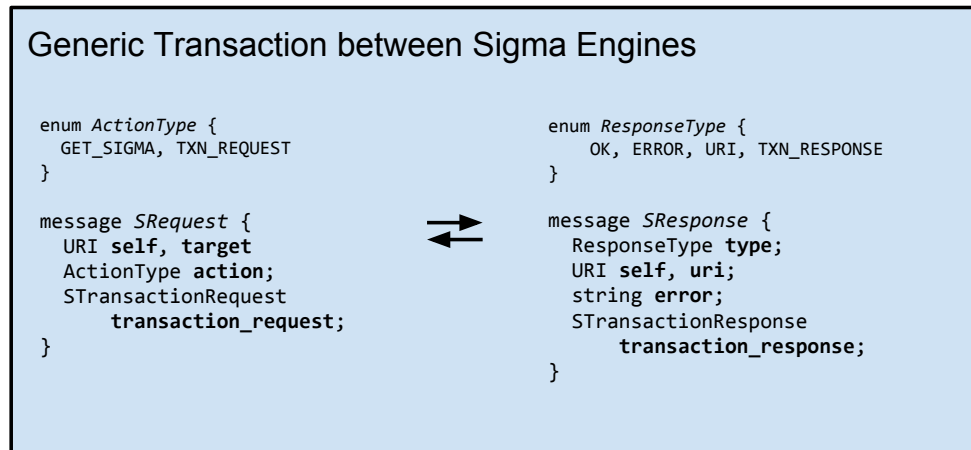 Generic Transaction between Sigma Engines
enum ActionType {
GET_SIGMA, TXN_REQUEST
}
message SRequest {
URI self, target
ActionType action;
STransactionRequest
transaction_request;
}
enum ResponseType {
OK, ERROR, URI, TXN_RESPONSE
}
message SResponse {
ResponseType type;
URI self, uri;
string error;
STransactionResponse
transaction_response;
}